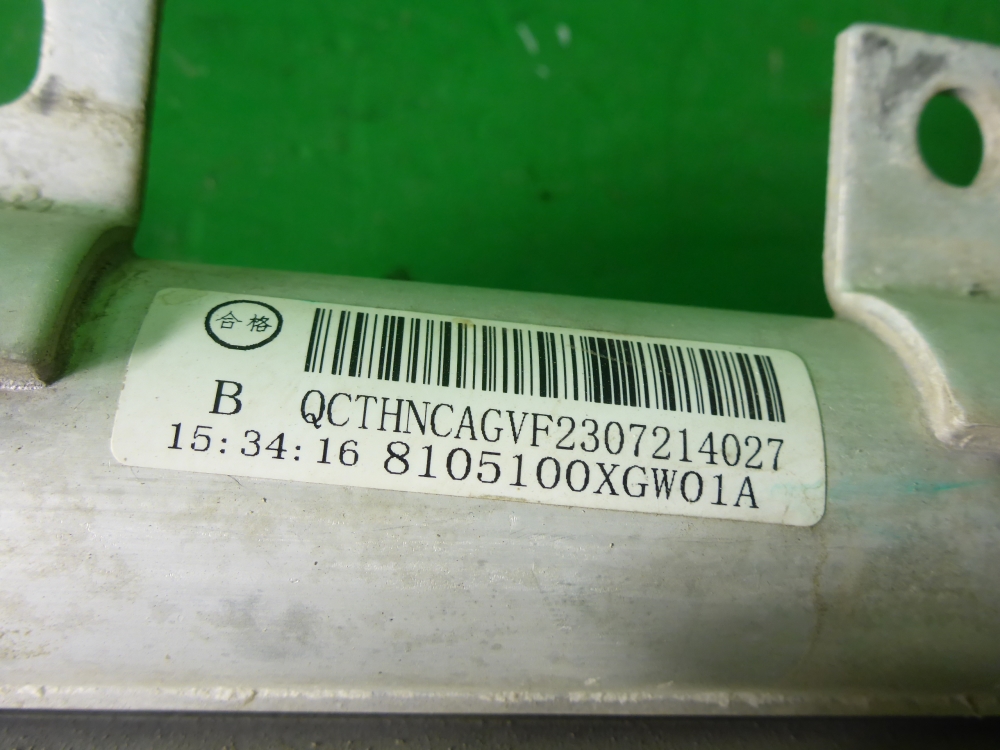 合格
B QCTHNCAGVF2307214027
15:34:16 8105100XGW01A